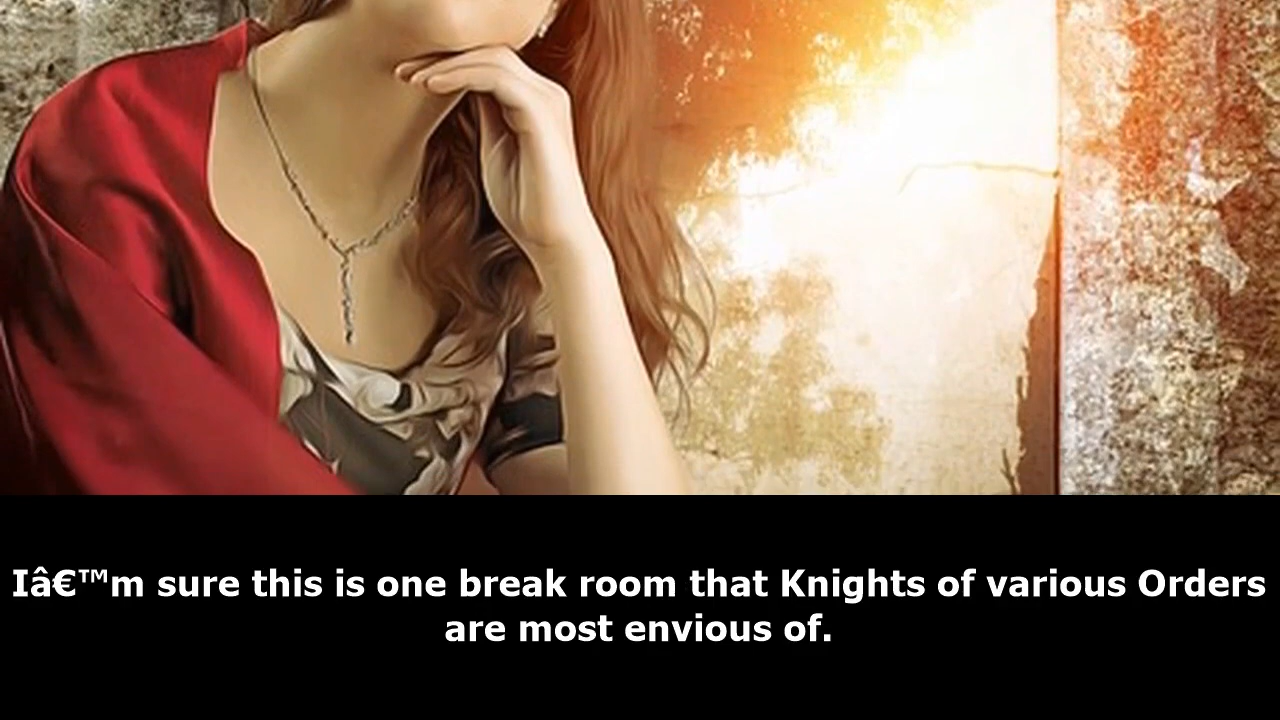 Iâ€™m sure this is one break room that Knights of various Orders
are most envious of.